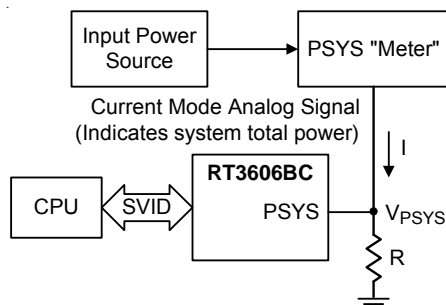 Input Power
Source
PSYS "Meter"
Current Mode Analog Signal
(Indicates system total power)
I
RT3606BC
CPU
SVID
PSYS
VPSYS
R